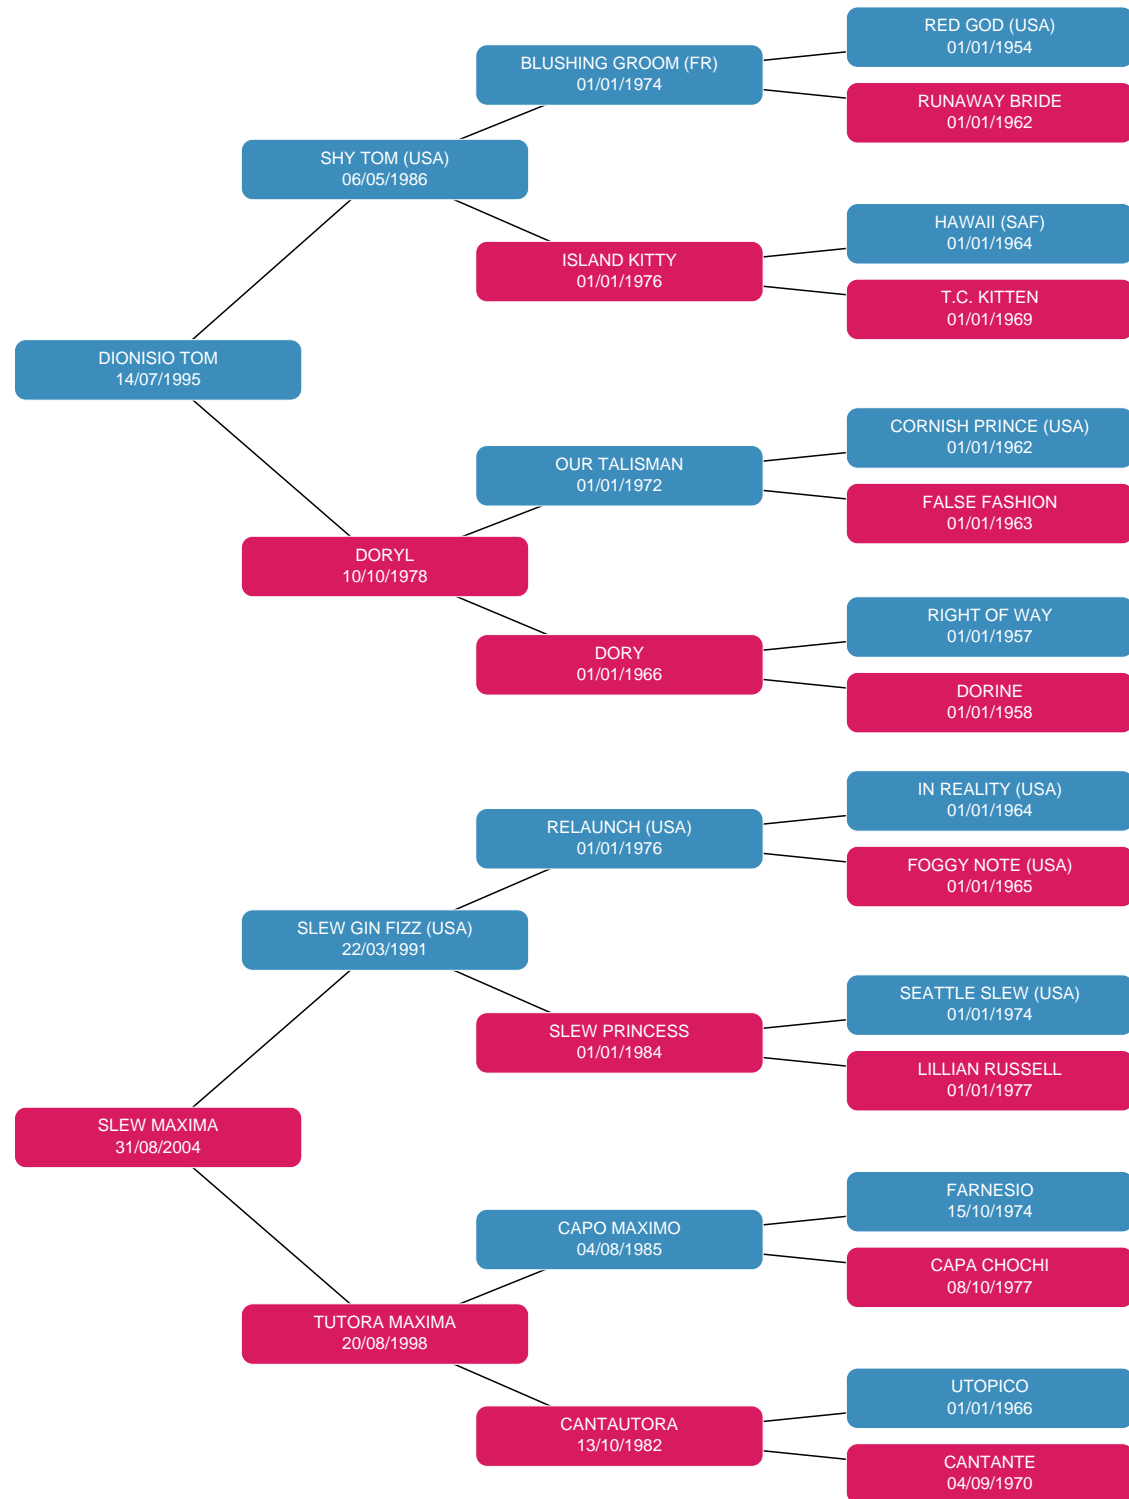 RED GOD (USA)
01/01/1954
BLUSHING GROOM (FR)
01/01/1974
RUNAWAY BRIDE
01/01/1962
SHY TOM (USA)
06/05/1986
HAWAII (SAF)
01/01/1964
ISLAND KITTY
01/01/1976
T.C. KITTEN
01/01/1969
DIONISIO TOM
14/07/1995
CORNISH PRINCE (USA)
01/01/1962
OUR TALISMAN
01/01/1972
FALSE FASHION
01/01/1963
DORYL
10/10/1978
RIGHT OF WAY
01/01/1957
DORY
01/01/1966
DORINE
01/01/1958
IN REALITY (USA)
01/01/1964
RELAUNCH (USA)
01/01/1976
FOGGY NOTE (USA)
01/01/1965
SLEW GIN FIZZ (USA)
22/03/1991
SEATTLE SLEW (USA)
01/01/1974
SLEW PRINCESS
01/01/1984
LILLIAN RUSSELL
01/01/1977
SLEW MAXIMA
31/08/2004
FARNESIO
15/10/1974
CAPO MAXIMO
04/08/1985
CAPA CHOCHI
08/10/1977
TUTORA MAXIMA
20/08/1998
UTOPICO
01/01/1966
CANTAUTORA
13/10/1982
CANTANTE
04/09/1970